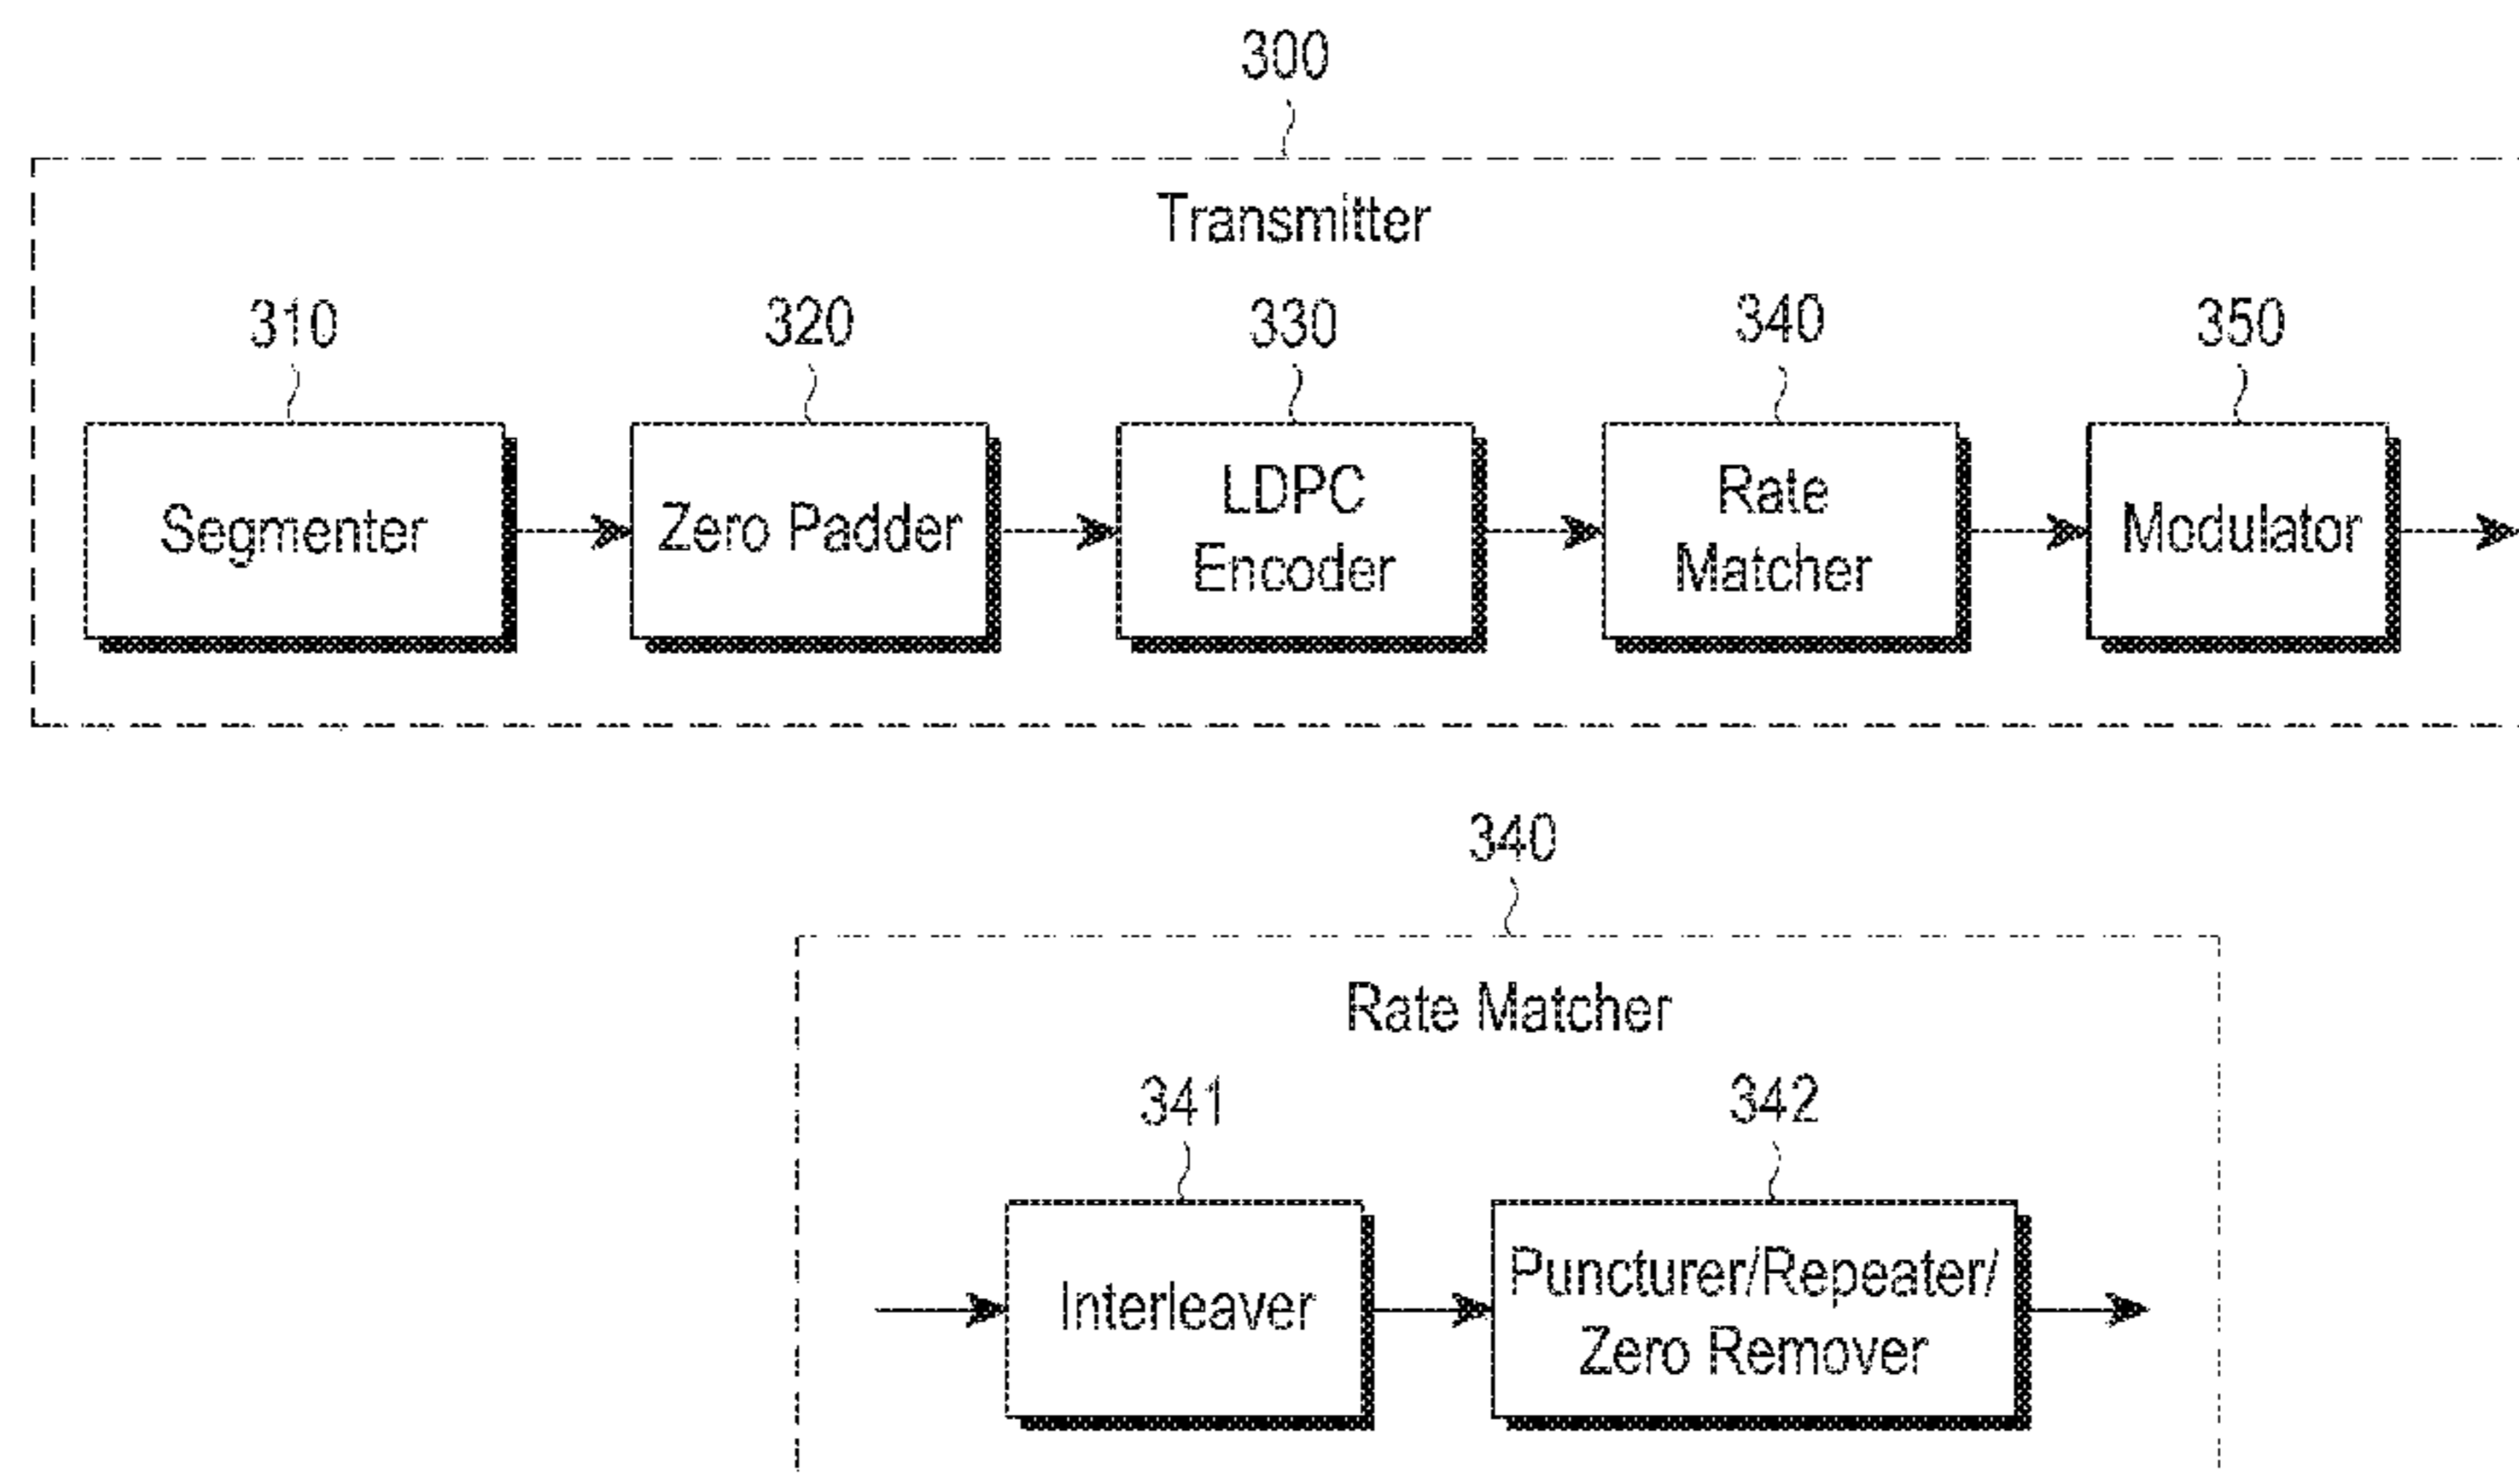 300
Transmitter
310
320
330
340
350
Segmenter
Zero Padder
LDPC
Encoder
Rate
Matcher
Modulator
340
Rate Matcher
341
342
Interleaver
Puncturer/Repeater/
Zero Remover